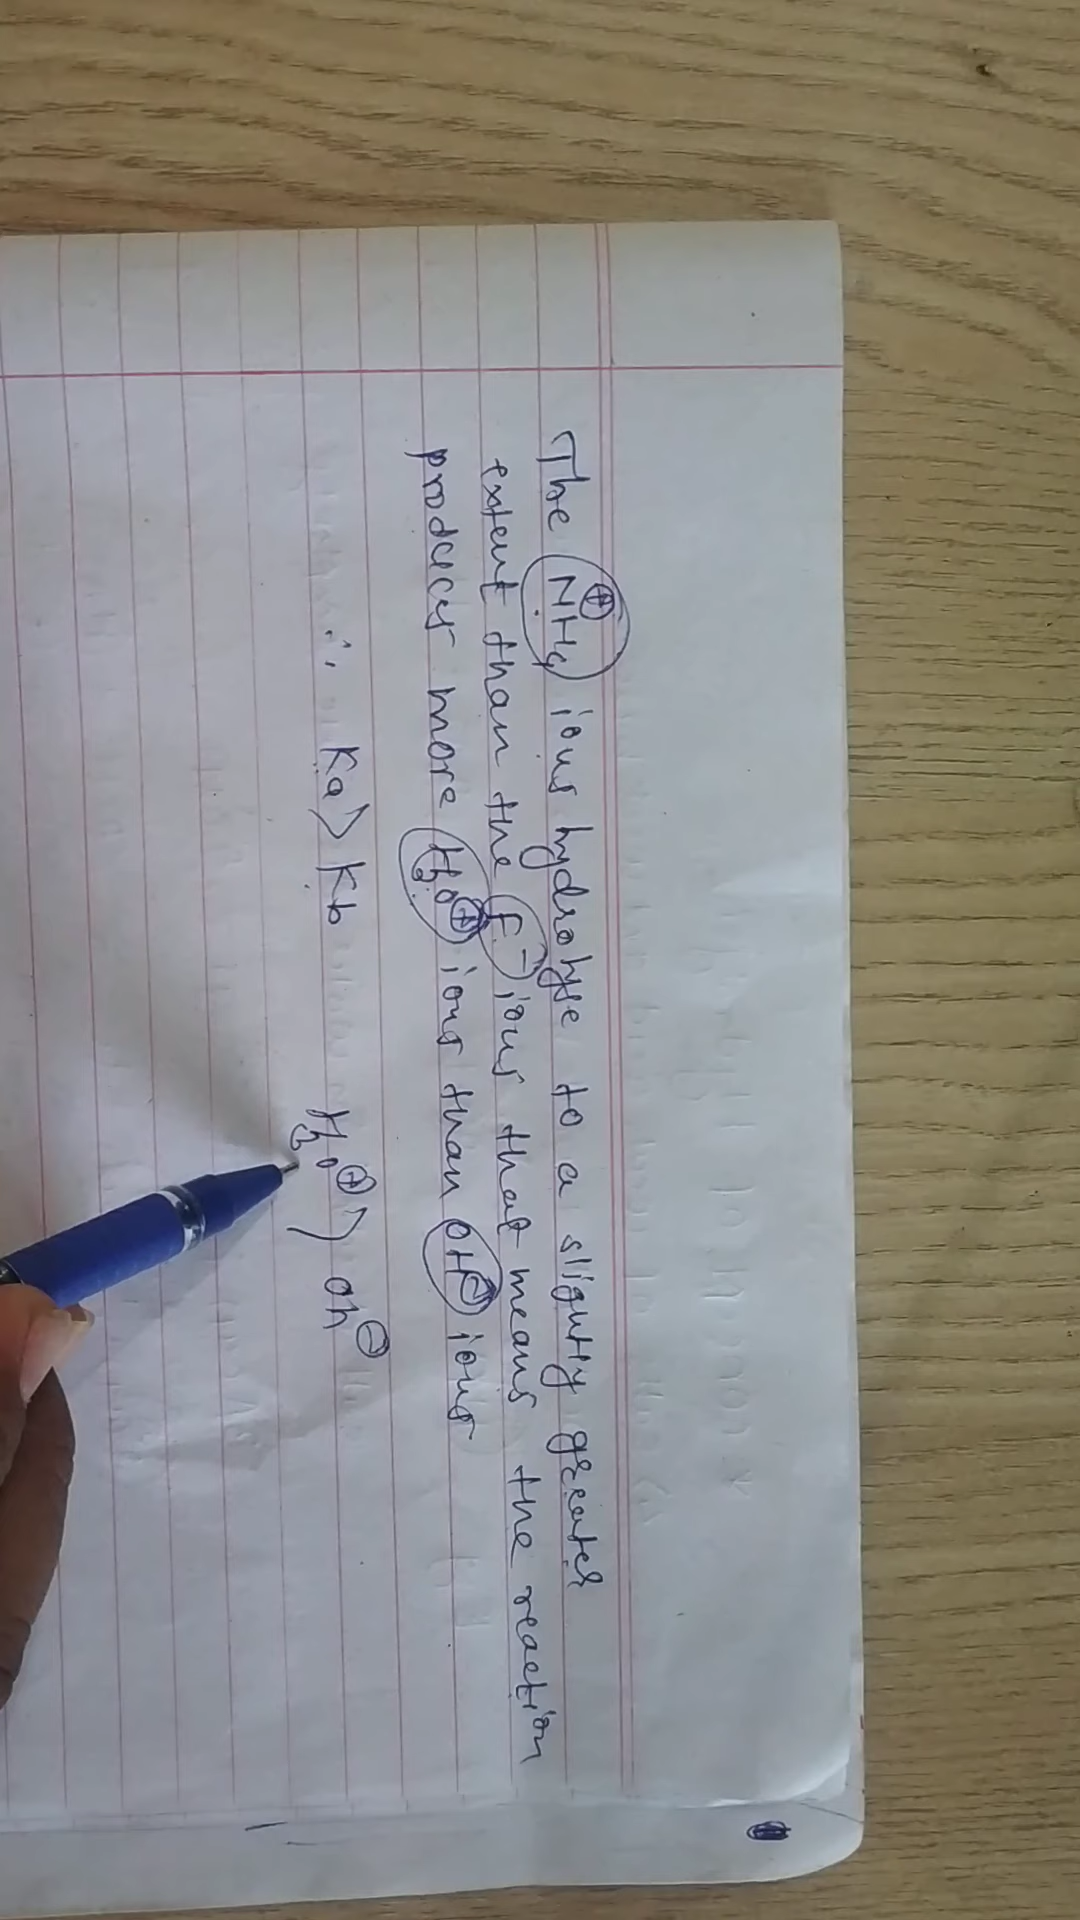 The NH4⊕ ions hydrolyse to a slightly greater
extent than the F⁻ ions that means the reaction
produces more H3O⊕ ions than OH⊖ ions
∴ Ka > Kb H3O⊕ > OH⊖